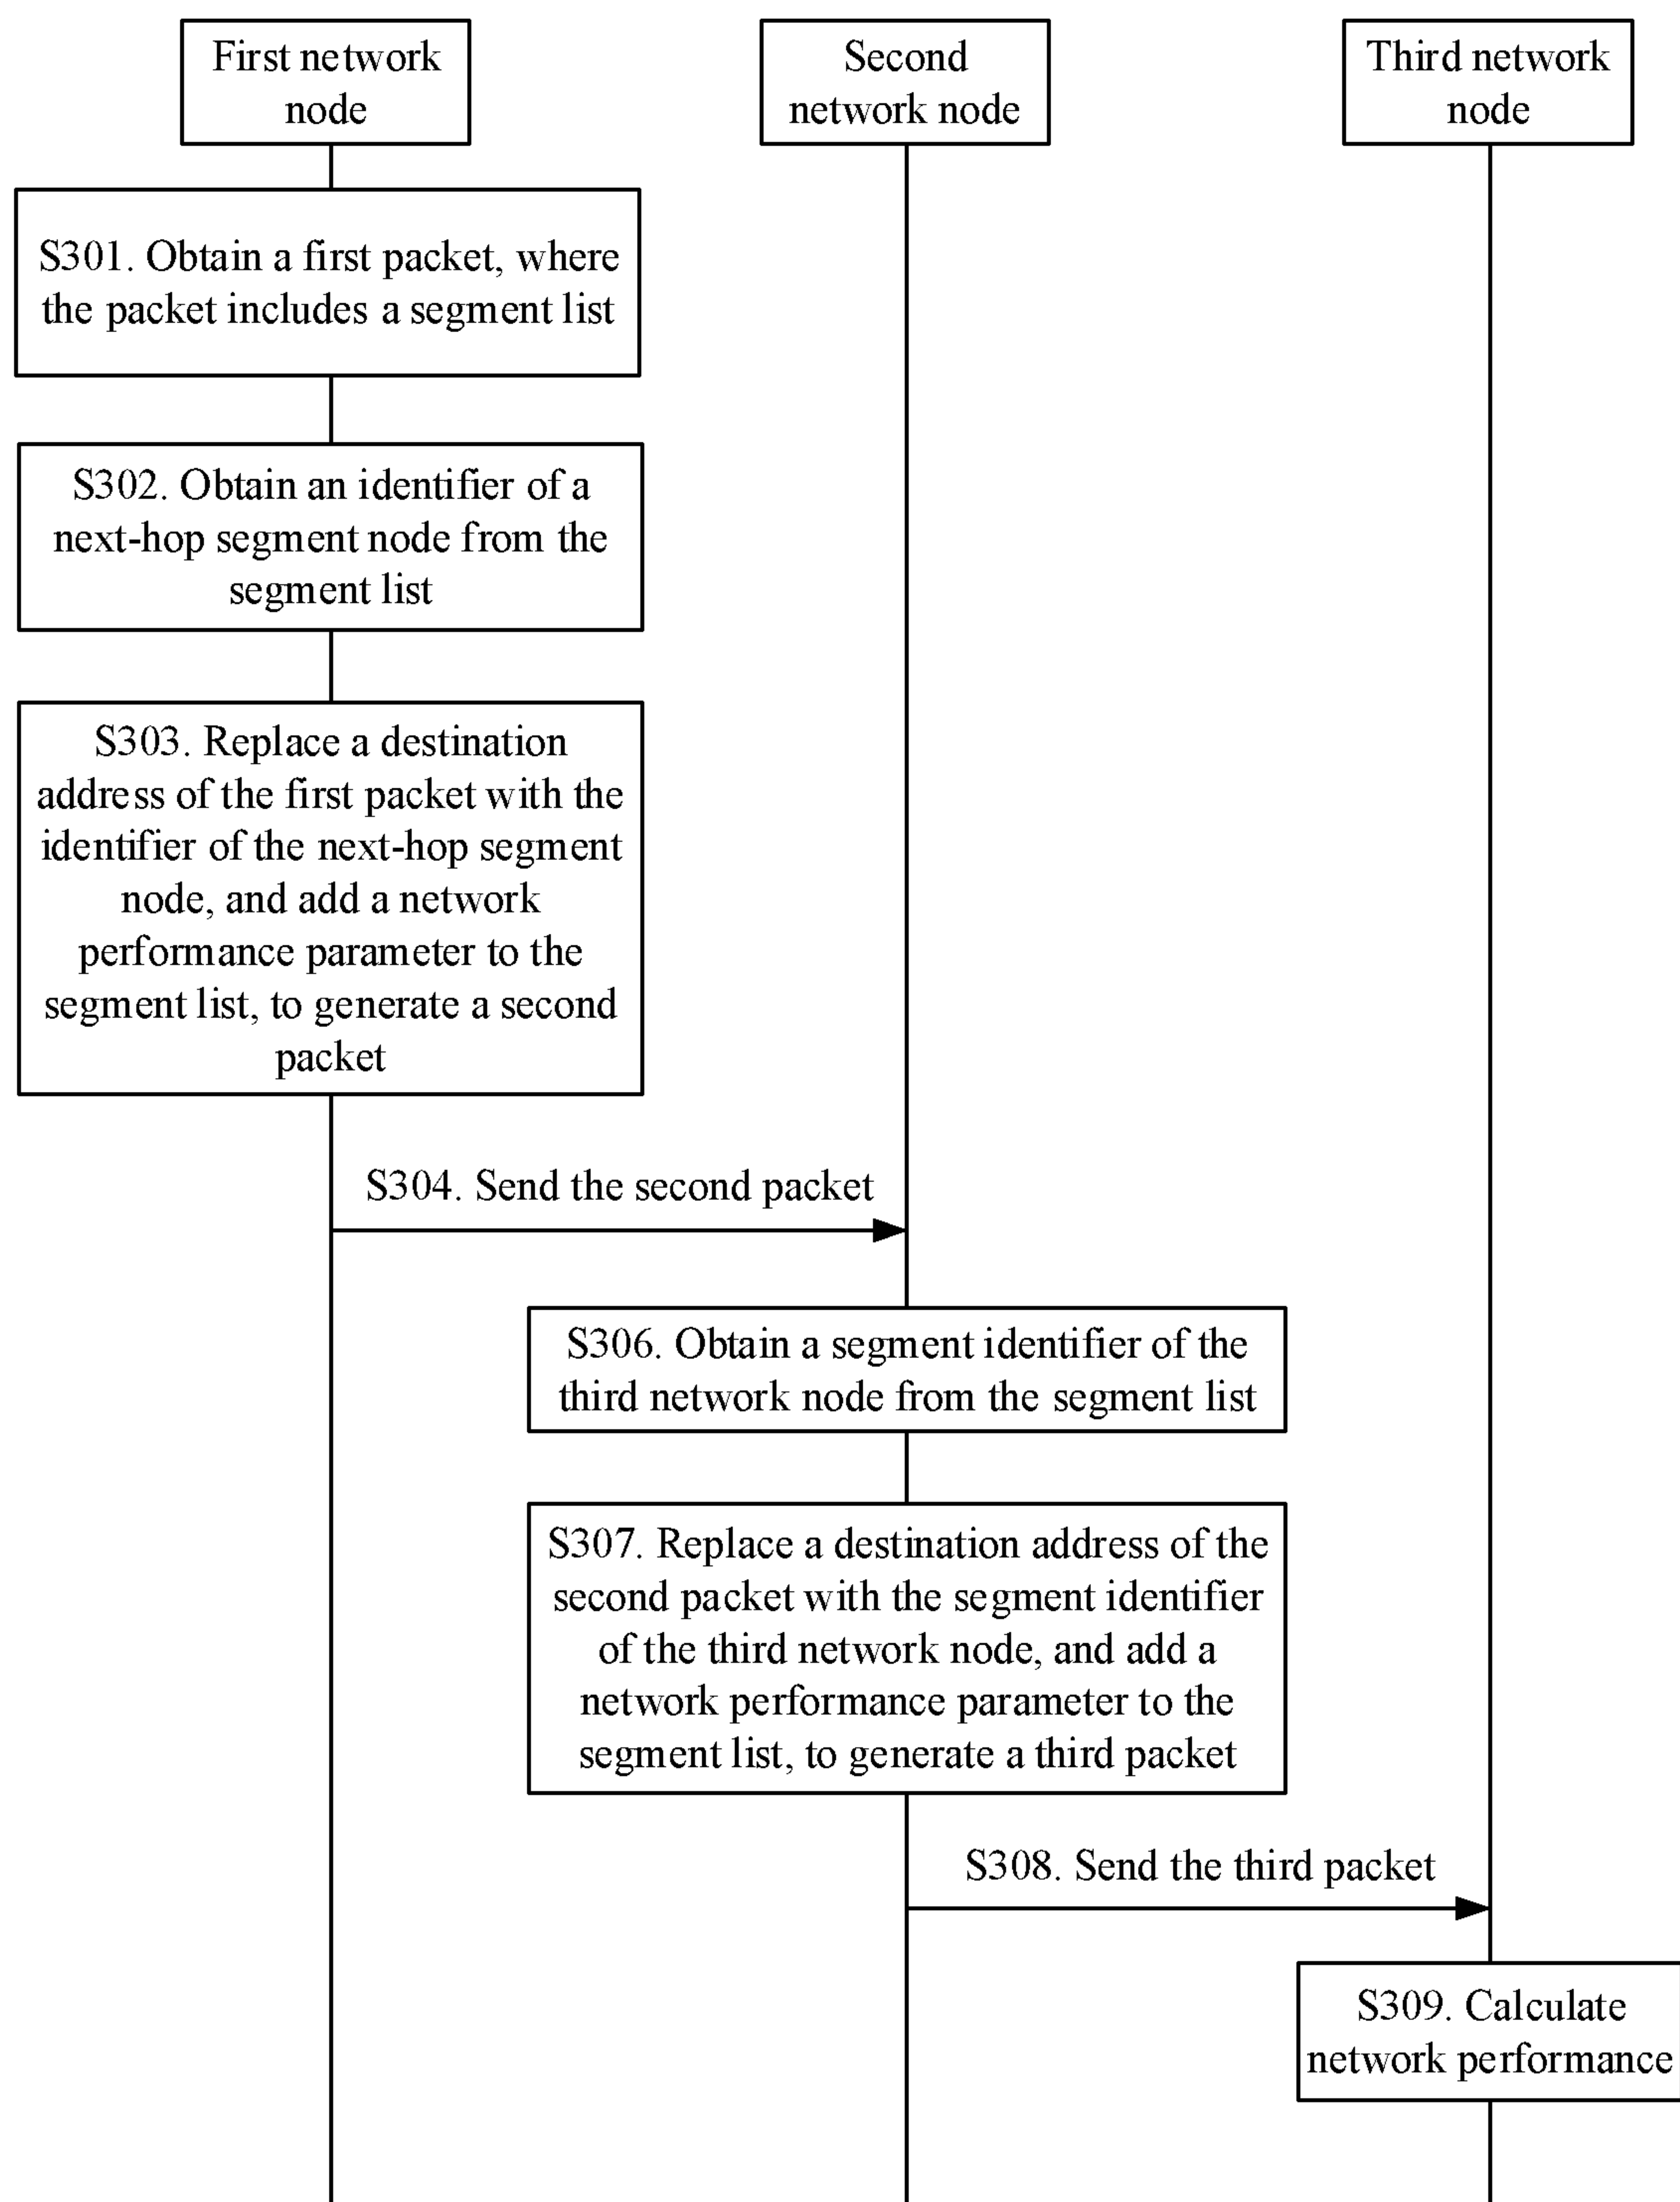 First network
node
Second
network node
Third network
node
S301. Obtain a first packet, where
the packet includes a segment list
S302. Obtain an identifier of a
next-hop segment node from the
segment list
S303. Replace a destination
address of the first packet with the
identifier of the next-hop segment
node, and add a network
performance parameter to the
segment list, to generate a second
packet
S304. Send the second packet
S306. Obtain a segment identifier of the
third network node from the segment list
S307. Replace a destination address of the
second packet with the segment identifier
of the third network node, and add a
network performance parameter to the
segment list, to generate a third packet
S308. Send the third packet
S309. Calculate
network performance